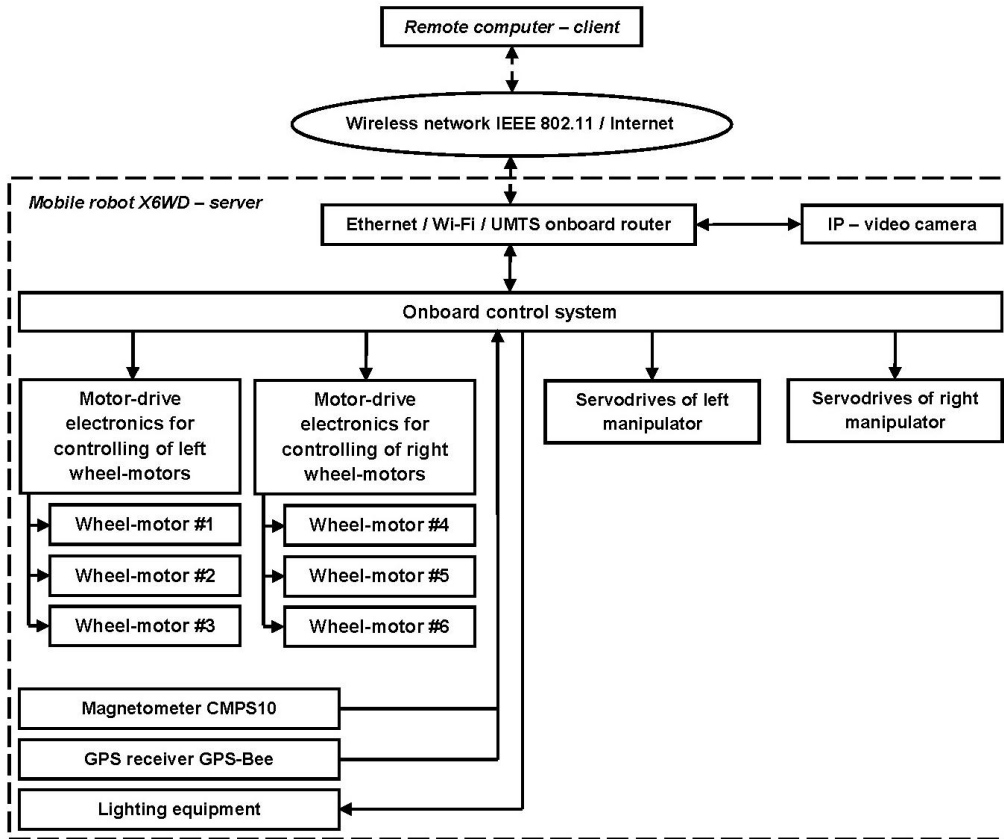 Remote computer – client
Wireless network IEEE 802.11 / Internet
Mobile robot X6WD – server
Ethernet / Wi-Fi / UMTS onboard router
IP – video camera
Onboard control system
Motor-drive
electronics for
controlling of left
wheel-motors
Motor-drive
electronics for
controlling of right
wheel-motors
Servodrives of left
manipulator
Servodrives of right
manipulator
Wheel-motor #1
Wheel-motor #2
Wheel-motor #3
Wheel-motor #4
Wheel-motor #5
Wheel-motor #6
Magnetometer CMPS10
GPS receiver GPS-Bee
Lighting equipment